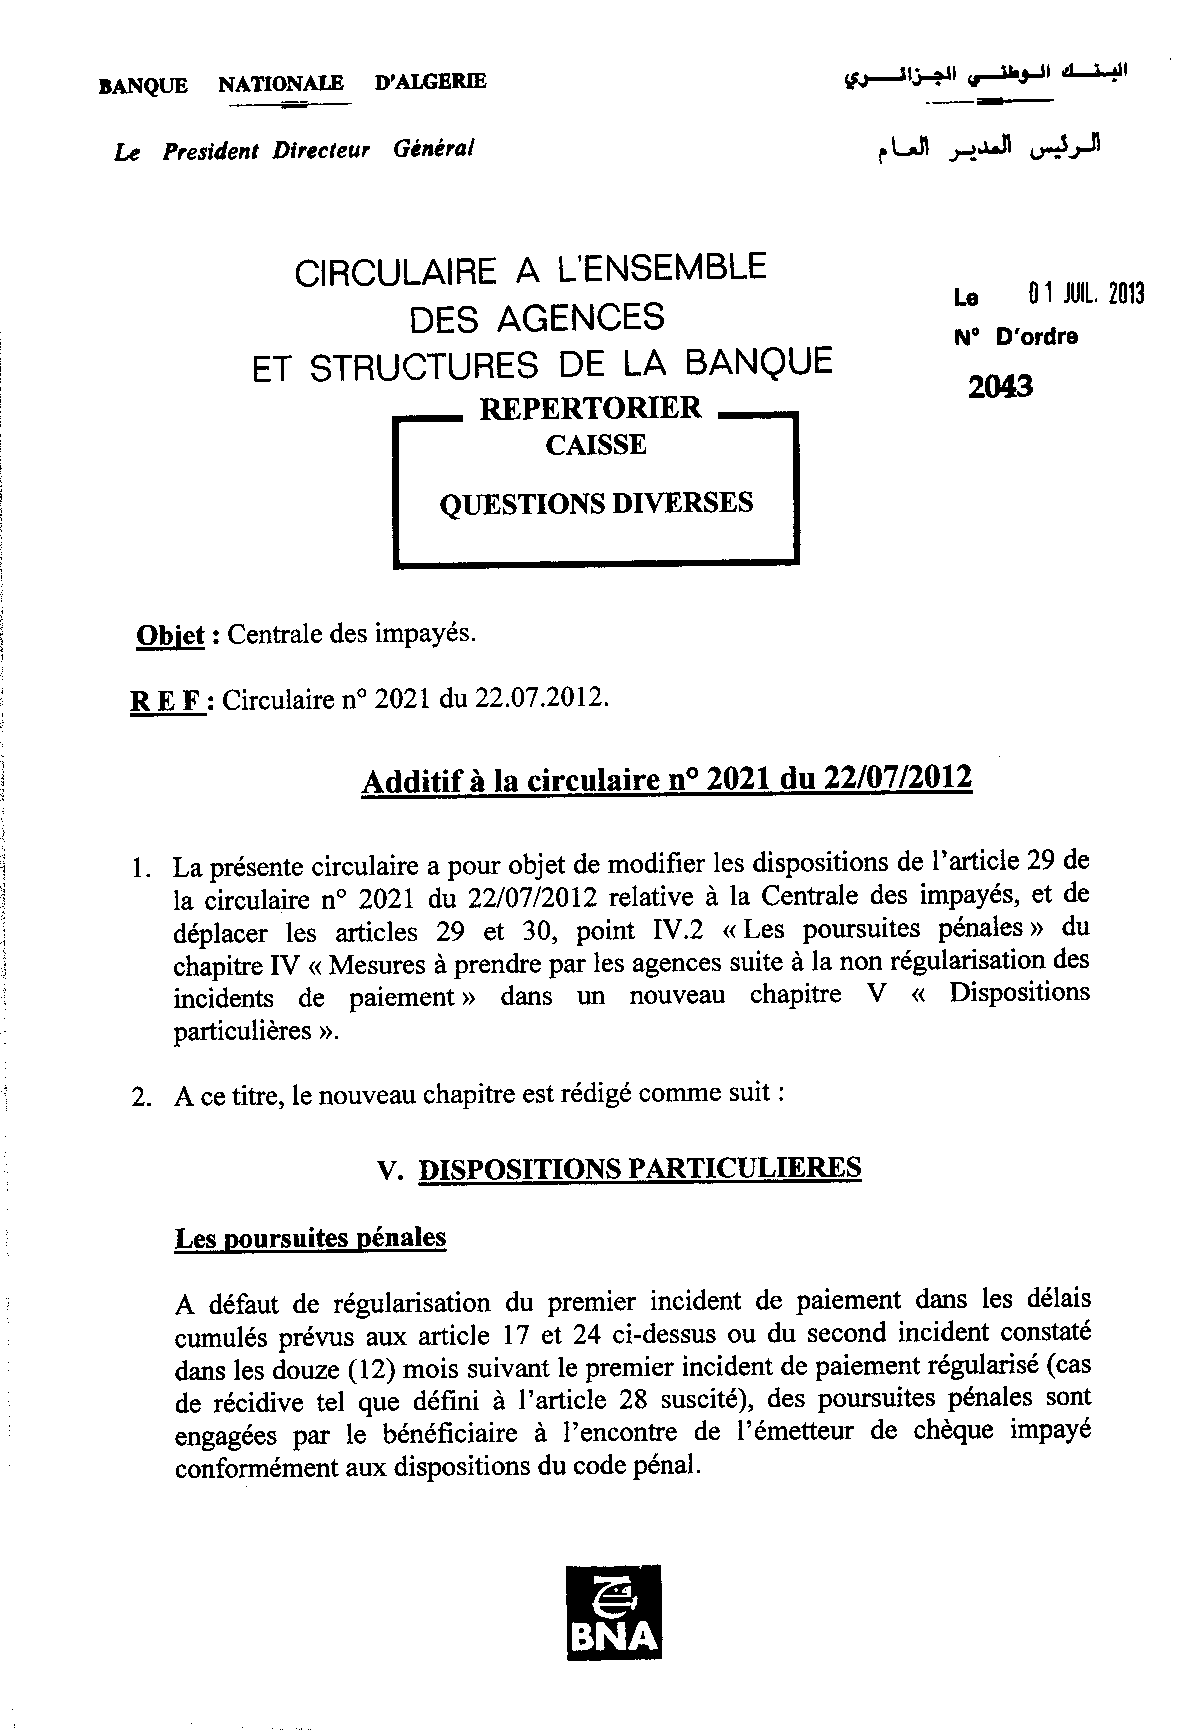 BANQUE NATIONALE D'ALGERIE
البنك الوطني الجزائري
Le President Directeur Général
الرئيس المدير العام
CIRCULAIRE A L'ENSEMBLE
DES AGENCES
ET STRUCTURES DE LA BANQUE
Le 01 JUIL. 2013
N° D'ordre
2043
REPERTORIER
CAISSE
QUESTIONS DIVERSES
Objet : Centrale des impayés.
R E F : Circulaire n° 2021 du 22.07.2012.
Additif à la circulaire n° 2021 du 22/07/2012
1. La présente circulaire a pour objet de modifier les dispositions de l'article 29 de
la circulaire n° 2021 du 22/07/2012 relative à la Centrale des impayés, et de
déplacer les articles 29 et 30, point IV.2 « Les poursuites pénales » du
chapitre IV « Mesures à prendre par les agences suite à la non régularisation des
incidents de paiement » dans un nouveau chapitre V « Dispositions
particulières ».
2. A ce titre, le nouveau chapitre est rédigé comme suit :
V. DISPOSITIONS PARTICULIERES
Les poursuites pénales
A défaut de régularisation du premier incident de paiement dans les délais
cumulés prévus aux article 17 et 24 ci-dessus ou du second incident constaté
dans les douze (12) mois suivant le premier incident de paiement régularisé (cas
de récidive tel que défini à l'article 28 suscité), des poursuites pénales sont
engagées par le bénéficiaire à l'encontre de l'émetteur de chèque impayé
conformément aux dispositions du code pénal.
BNA